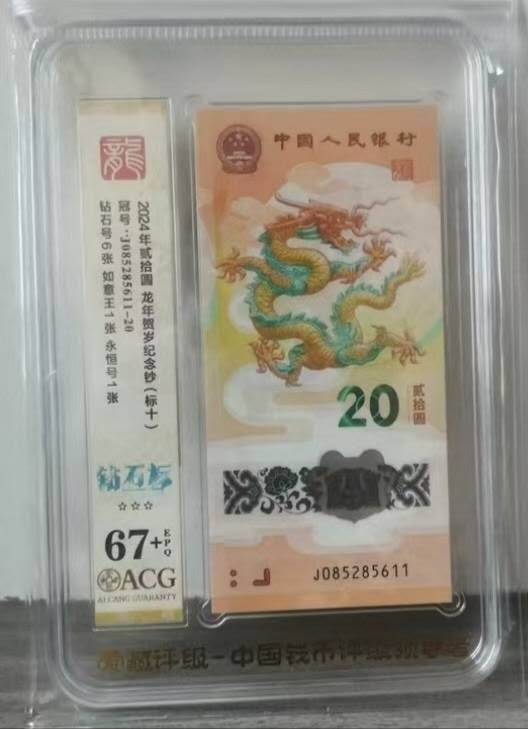 龍
2024年贰拾圆 龙年贺岁纪念钞（标十）
冠号：J085285611-20
钻石号6张 如意王1张 永恒号1张
钻石标
☆☆☆
67+EPQ
ACG
AI CANG GUARANTY
中国人民银行
20
贰拾圆
J085285611
爱藏评级-中国钱币评级领导者